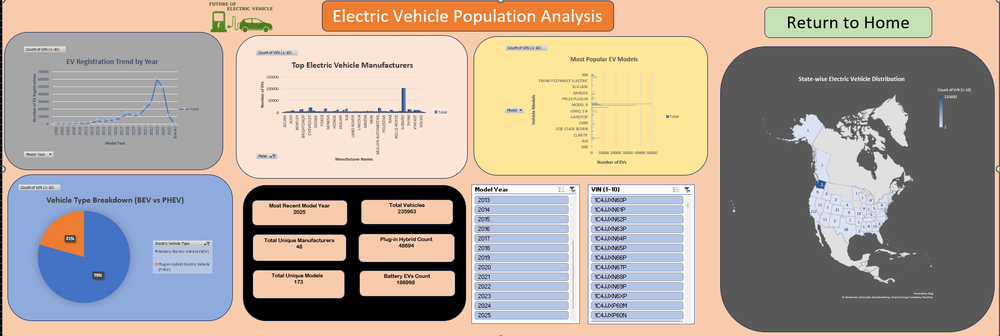 FUTURE OF
ELECTRIC VEHICLE
Electric Vehicle Population Analysis
Return to Home
Count of VIN (1-10)
EV Registration Trend by Year
Number of EV Registrations
70000
60000
50000
40000
30000
20000
10000
0
2000
2002
2003
2008
2010
2011
2012
2013
2014
2015
2016
2017
2018
2019
2020
2021
2022
2023
2024
2025
(blank)
Model Year
Total
Model Year
Count of VIN (1-10)
Top Electric Vehicle Manufacturers
Number of EVs
150000
100000
50000
0
ACURA
AUDI
BENTLEY
BRIGHTDROP
CHEVROLET
DODGE
FISKER
GENESIS
HONDA
JAGUAR
KIA
LAND ROVER
LINCOLN
MAZDA
MINI
MULLEN AUTOMOTIVE...
POLESTAR
RAM
ROLLS-ROYCE
SUBARU
TH!NK
VINFAST
VOLVO
Total
Make
Manufacturer Names
Count of VIN (1-10)
Most Popular EV Models
Model
Vehicle Models
XM
TRANSIT CONNECT ELECTRIC
SL-CLASS
RANGER
PRIUS PLUG-IN
MODEL X
IONIQ 5 N
HARDTOP
EX90
EQE-CLASS SEDAN
CLARITY
AIR
500
0 10000 20000 30000 40000 50000
Number of EVs
Total
State-wise Electric Vehicle Distribution
Count of VIN (1-10)
235692
1
1
1
2...
9
3
2
1
1
6
2
11
1
21
4
9
9
1
5
6
10
5
112
11
2
28
1
1
1
1
8
15
6
Powered by Bing
© GeoNames, Microsoft, OpenStreetMap, Overture Maps Fundation, TomTom
Count of VIN (1-10)
Vehicle Type Breakdown (BEV vs PHEV)
21%
79%
Electric Vehicle Type
Battery Electric Vehicle (BEV)
Plug-in Hybrid Electric Vehicle
(PHEV)
Most Recent Model Year
2025
Total Vehicles
235963
Total Unique Manufacturers
48
Plug-in Hybrid Count
48694
Total Unique Models
173
Battery EVs Count
186998
Model Year
2013
2014
2015
2016
2017
2018
2019
2020
2021
2022
2023
2024
2025
VIN (1-10)
1C4JJXN60P
1C4JJXN61P
1C4JJXN62P
1C4JJXN63P
1C4JJXN64P
1C4JJXN65P
1C4JJXN66P
1C4JJXN67P
1C4JJXN68P
1C4JJXN69P
1C4JJXN6XP
1C4JJXP60M
1C4JJXP60N